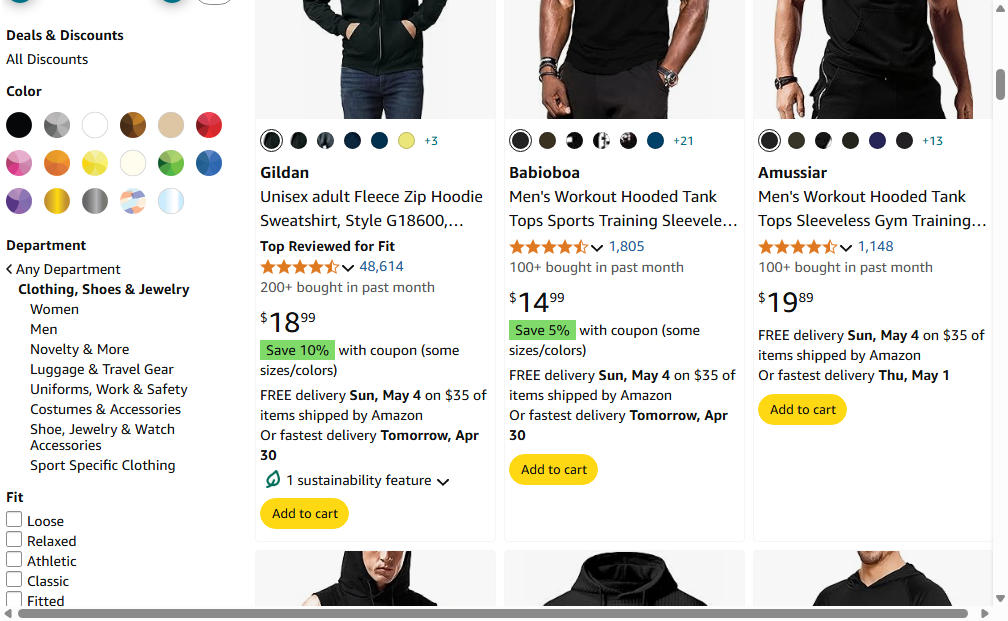 Deals & Discounts
All Discounts
Color
Department
Any Department
Clothing, Shoes & Jewelry
Women
Men
Novelty & More
Luggage & Travel Gear
Uniforms, Work & Safety
Costumes & Accessories
Shoe, Jewelry & Watch
Accessories
Sport Specific Clothing
Fit
Loose
Relaxed
Athletic
Classic
Fitted
+3
Gildan
Unisex adult Fleece Zip Hoodie
Sweatshirt, Style G18600,...
Top Reviewed for Fit
48,614
200+ bought in past month
$18 99
Save 10% with coupon (some
sizes/colors)
FREE delivery Sun, May 4 on $35 of
items shipped by Amazon
Or fastest delivery Tomorrow, Apr
30
1 sustainability feature
Add to cart
+21
Babioboa
Men's Workout Hooded Tank
Tops Sports Training Sleevele...
1,805
100+ bought in past month
$14 99
Save 5% with coupon (some
sizes/colors)
FREE delivery Sun, May 4 on $35 of
items shipped by Amazon
Or fastest delivery Tomorrow, Apr
30
Add to cart
+13
Amussiar
Men's Workout Hooded Tank
Tops Sleeveless Gym Training...
1,148
100+ bought in past month
$19 89
FREE delivery Sun, May 4 on $35 of
items shipped by Amazon
Or fastest delivery Thu, May 1
Add to cart